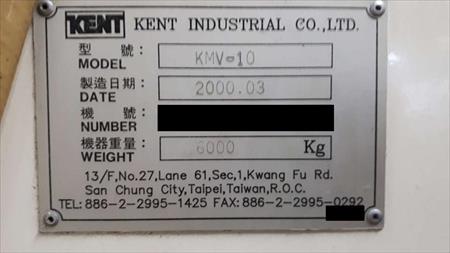 KENT KENT INDUSTRIAL CO.,LTD.
型 號:
MODEL KMV-10
製造日期:
DATE 2000.03
機 號:
NUMBER
機器重量:
WEIGHT 6000 Kg
13/F,No.27,Lane 61,Sec,1,Kwang Fu Rd.
San Chung City,Taipei,Taiwan,R.O.C.
TEL:886-2-2995-1425 FAX:886-2-2995-0292